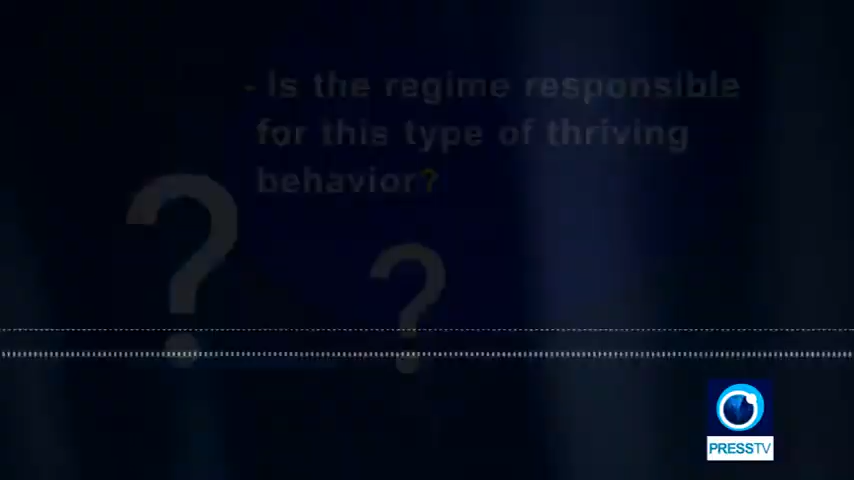 - Is the regime responsible
for this type of thriving
behavior?
?
?
PRESSTV